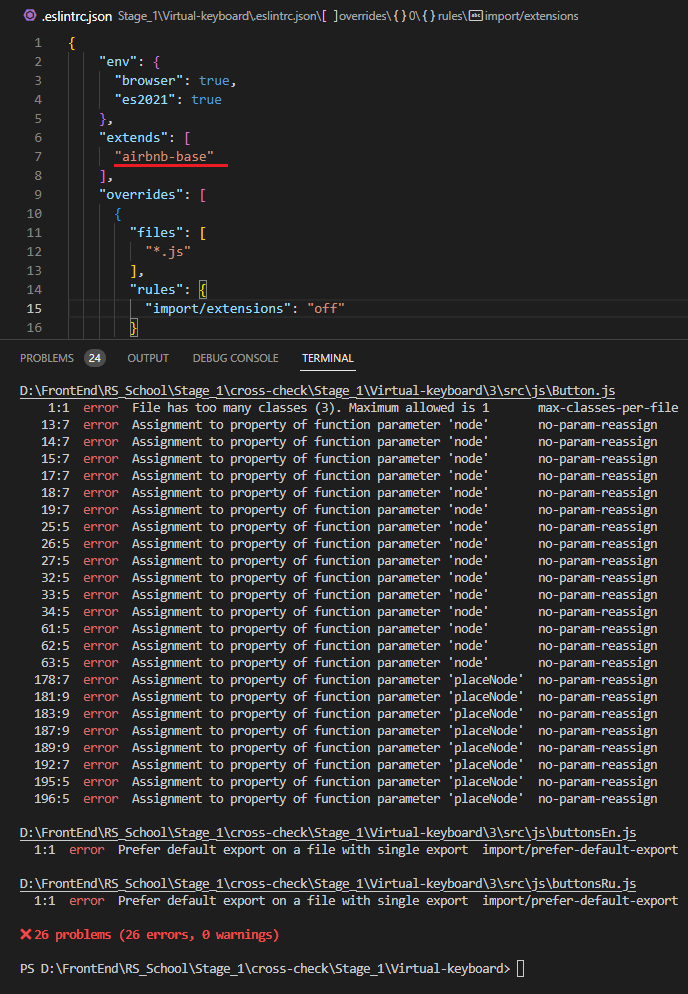 .eslintrc.json Stage_1\Virtual-keyboard\.eslintrc.json\[ ]overrides\{ }0\{ }rules\abc import/extensions
1 {
2 "env": {
3 "browser": true,
4 "es2021": true
5 },
6 "extends": [
7 "airbnb-base"
8 ],
9 "overrides": [
10 {
11 "files": [
12 "*.js"
13 ],
14 "rules": {
15 "import/extensions": "off"
16 }
PROBLEMS 24 OUTPUT DEBUG CONSOLE TERMINAL
D:\FrontEnd\RS_School\Stage_1\cross-check\Stage_1\Virtual-keyboard\3\src\js\Button.js
1:1 error File has too many classes (3). Maximum allowed is 1 max-classes-per-file
13:7 error Assignment to property of function parameter 'node' no-param-reassign
14:7 error Assignment to property of function parameter 'node' no-param-reassign
15:7 error Assignment to property of function parameter 'node' no-param-reassign
17:7 error Assignment to property of function parameter 'node' no-param-reassign
18:7 error Assignment to property of function parameter 'node' no-param-reassign
19:7 error Assignment to property of function parameter 'node' no-param-reassign
25:5 error Assignment to property of function parameter 'node' no-param-reassign
26:5 error Assignment to property of function parameter 'node' no-param-reassign
27:5 error Assignment to property of function parameter 'node' no-param-reassign
32:5 error Assignment to property of function parameter 'node' no-param-reassign
33:5 error Assignment to property of function parameter 'node' no-param-reassign
34:5 error Assignment to property of function parameter 'node' no-param-reassign
61:5 error Assignment to property of function parameter 'node' no-param-reassign
62:5 error Assignment to property of function parameter 'node' no-param-reassign
63:5 error Assignment to property of function parameter 'node' no-param-reassign
178:7 error Assignment to property of function parameter 'placeNode' no-param-reassign
181:9 error Assignment to property of function parameter 'placeNode' no-param-reassign
183:9 error Assignment to property of function parameter 'placeNode' no-param-reassign
187:9 error Assignment to property of function parameter 'placeNode' no-param-reassign
189:9 error Assignment to property of function parameter 'placeNode' no-param-reassign
192:7 error Assignment to property of function parameter 'placeNode' no-param-reassign
195:5 error Assignment to property of function parameter 'placeNode' no-param-reassign
196:5 error Assignment to property of function parameter 'placeNode' no-param-reassign
D:\FrontEnd\RS_School\Stage_1\cross-check\Stage_1\Virtual-keyboard\3\src\js\buttonsEn.js
1:1 error Prefer default export on a file with single export import/prefer-default-export
D:\FrontEnd\RS_School\Stage_1\cross-check\Stage_1\Virtual-keyboard\3\src\js\buttonsRu.js
1:1 error Prefer default export on a file with single export import/prefer-default-export
✖ 26 problems (26 errors, 0 warnings)
PS D:\FrontEnd\RS_School\Stage_1\cross-check\Stage_1\Virtual-keyboard>